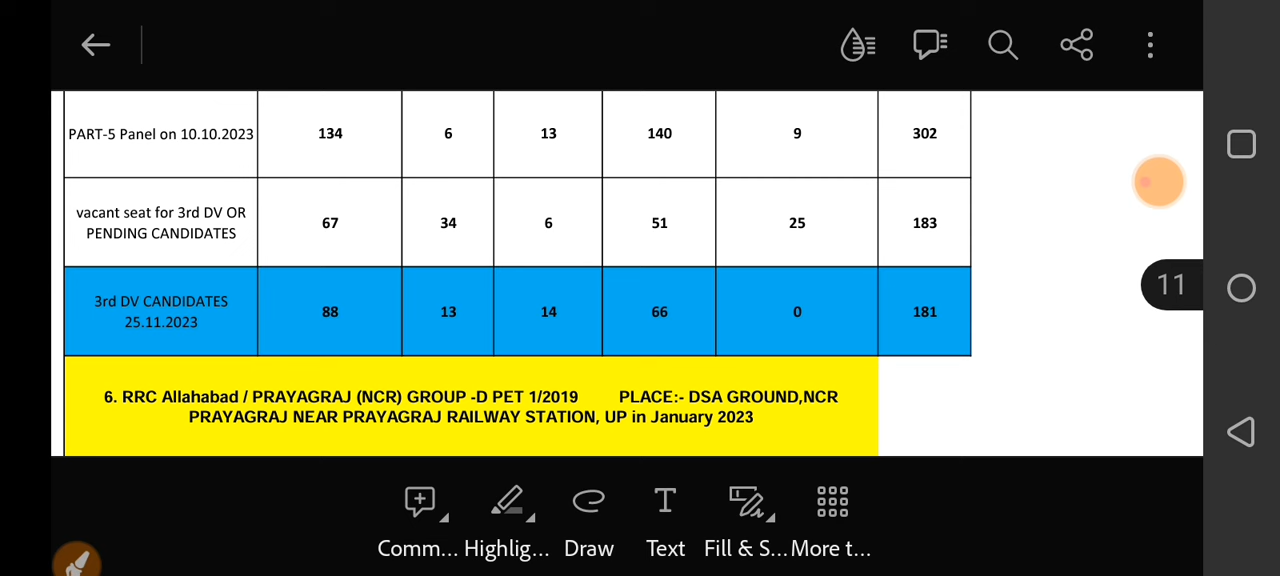 PART-5 Panel on 10.10.2023 134 6 13 140 9 302
vacant seat for 3rd DV OR
PENDING CANDIDATES 67 34 6 51 25 183
3rd DV CANDIDATES
25.11.2023 88 13 14 66 0 181
11
6. RRC Allahabad / PRAYAGRAJ (NCR) GROUP -D PET 1/2019 PLACE:- DSA GROUND,NCR
PRAYAGRAJ NEAR PRAYAGRAJ RAILWAY STATION, UP in January 2023
T
Comm... Highlig... Draw Text Fill & S... More t...